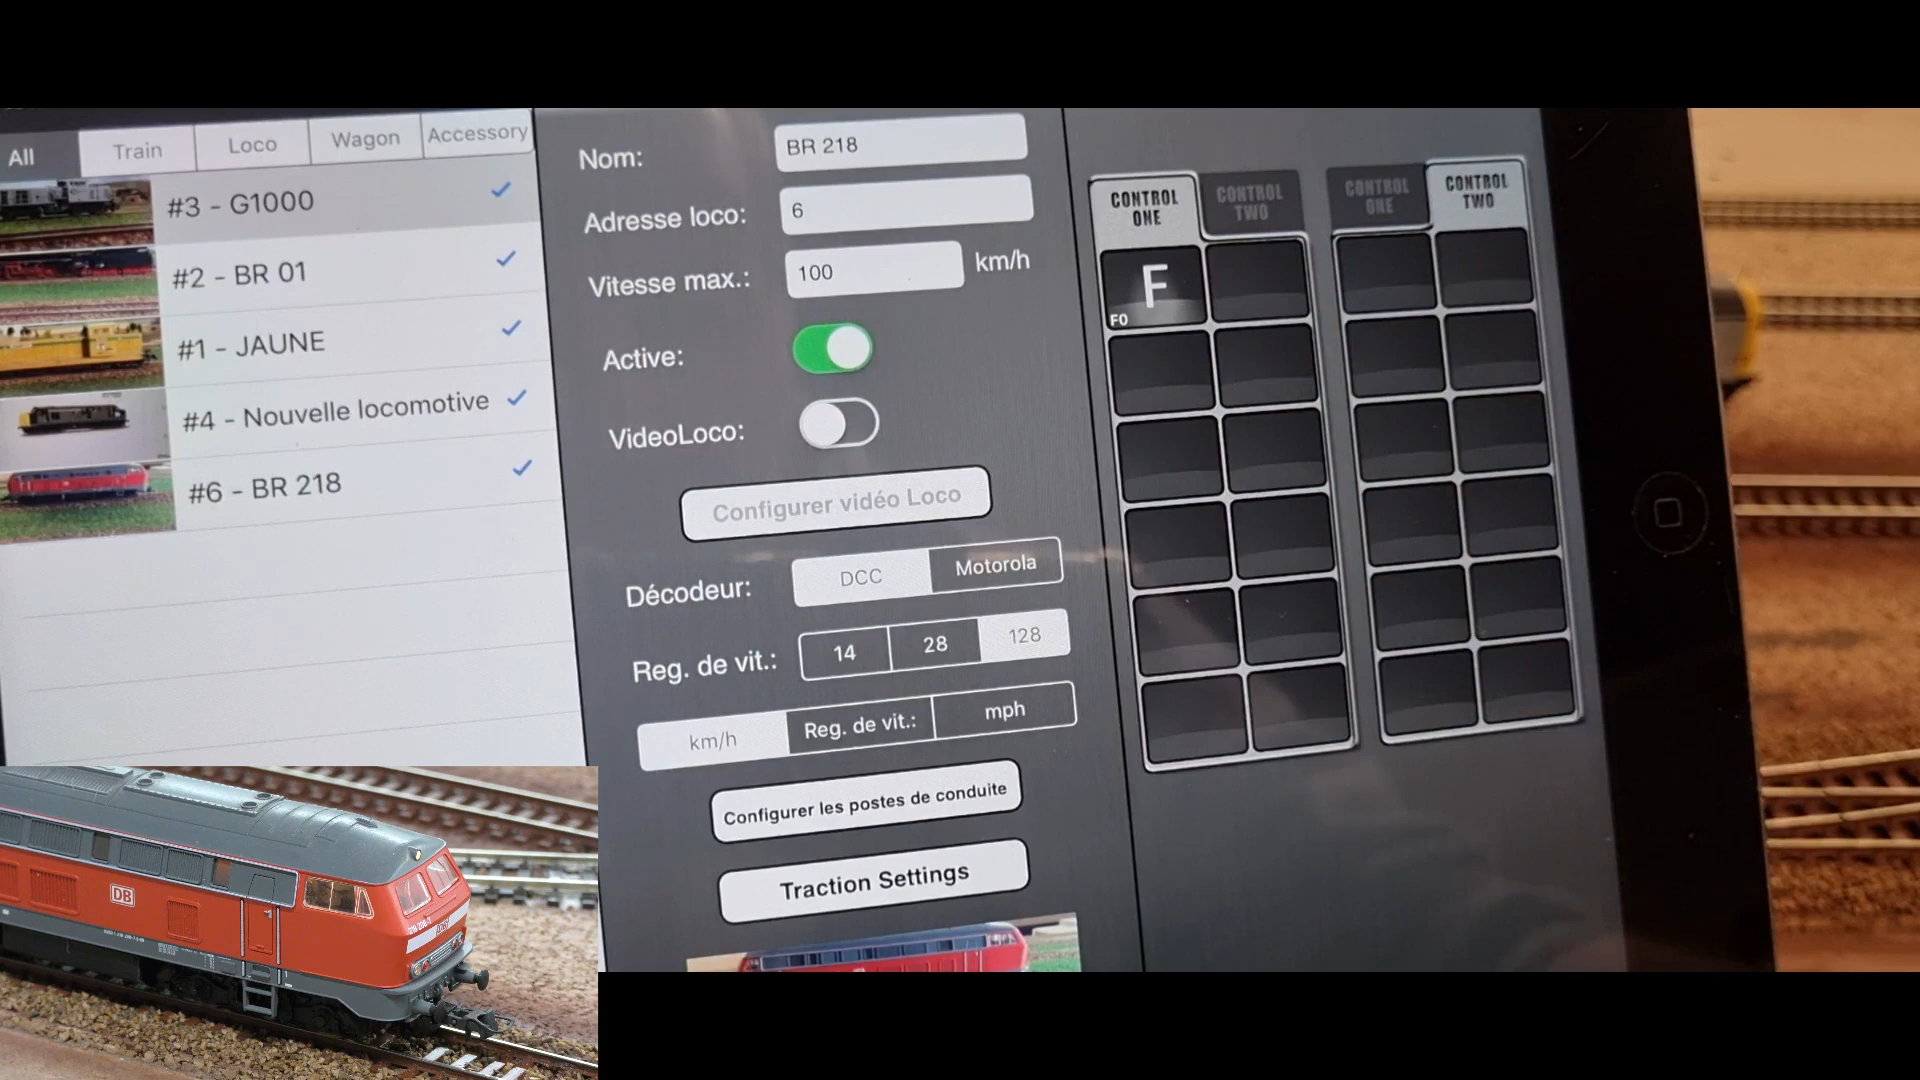 All
Train
Loco
Wagon
Accessory
#3 - G1000
#2 - BR 01
#1 - JAUNE
#4 - Nouvelle locomotive
#6 - BR 218
Nom:
BR 218
Adresse loco:
6
Vitesse max.:
100
km/h
Active:
VideoLoco:
Configurer vidéo Loco
Décodeur:
DCC
Motorola
Reg. de vit.:
14
28
128
km/h
Reg. de vit.:
mph
Configurer les postes de conduite
Traction Settings
CONTROL
ONE
CONTROL
TWO
CONTROL
ONE
CONTROL
TWO
F
F0
DB